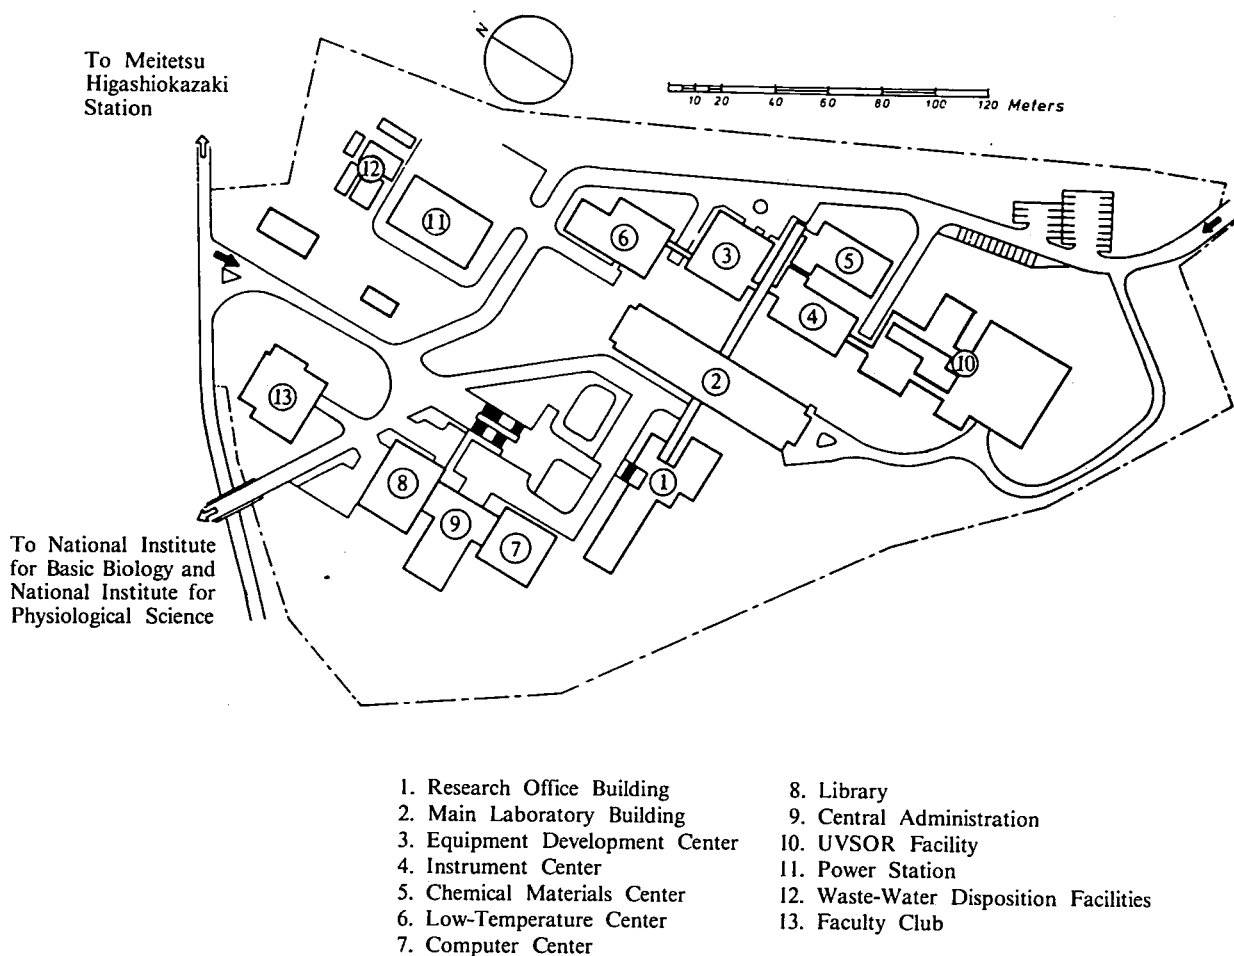 N
To Meitetsu
Higashiokazaki
Station
10 20 40 60 80 100 120 Meters
12
11
6
3
5
4
10
2
13
1
8
9
7
To National Institute
for Basic Biology and
National Institute for
Physiological Science
1. Research Office Building
2. Main Laboratory Building
3. Equipment Development Center
4. Instrument Center
5. Chemical Materials Center
6. Low-Temperature Center
7. Computer Center
8. Library
9. Central Administration
10. UVSOR Facility
11. Power Station
12. Waste-Water Disposition Facilities
13. Faculty Club